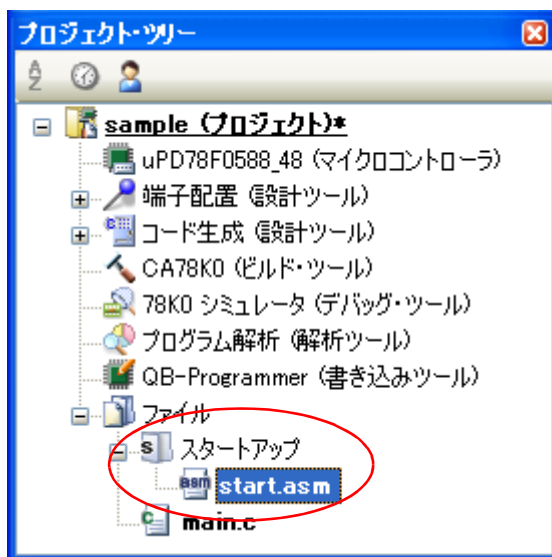 プロジェクト・ツリー
sample (プロジェクト)*
uPD78F0588_48 (マイクロコントローラ)
端子配置 (設計ツール)
コード生成 (設計ツール)
CA78K0 (ビルド・ツール)
78K0 シミュレータ (デバッグ・ツール)
プログラム解析 (解析ツール)
QB-Programmer (書き込みツール)
ファイル
スタートアップ
start.asm
main.c